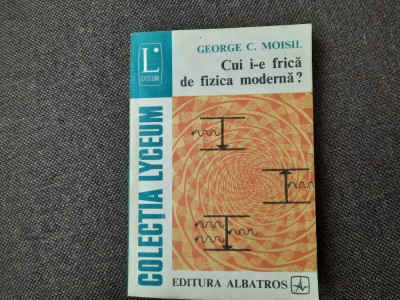 L
LYCEUM
GEORGE C. MOISIL
Cui i-e frică
de fizica modernă?
COLECȚIA LYCEUM
EDITURA ALBATROS